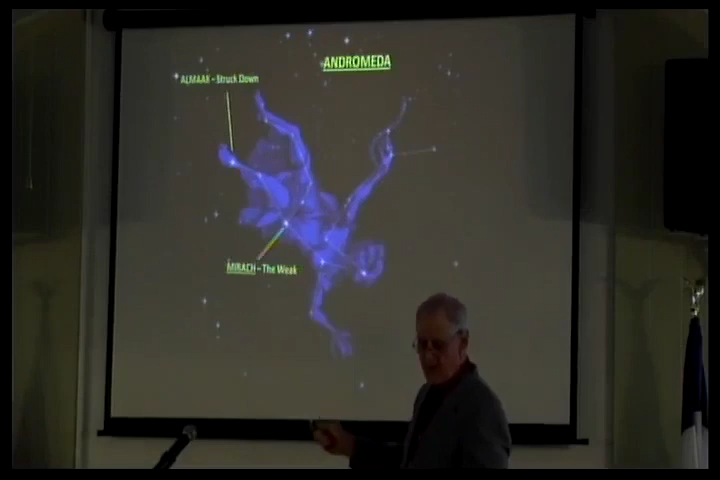 ANDROMEDA
ALMAAK - Struck Down
MIRACH - The Weak